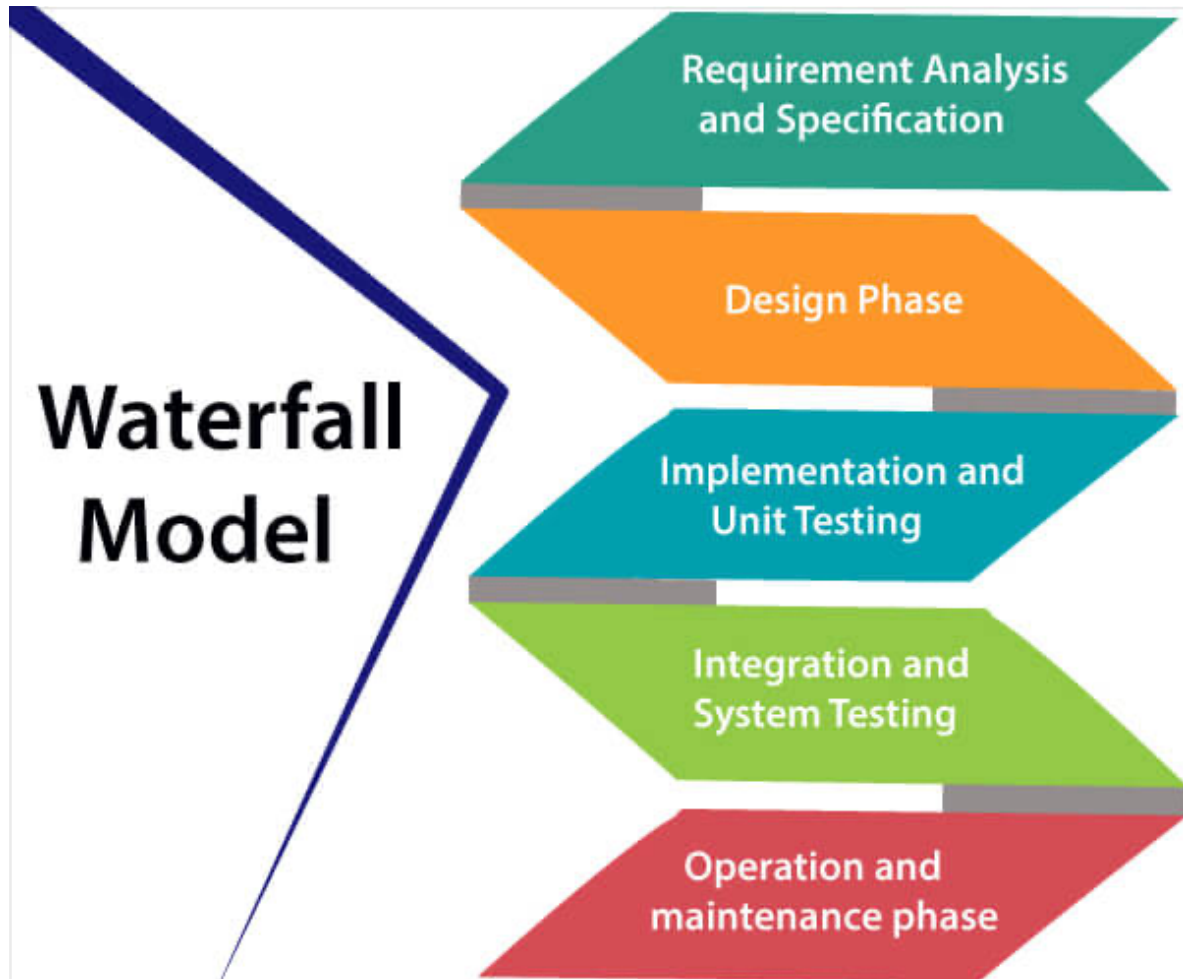 Waterfall
Model
Requirement Analysis
and Specification
Design Phase
Implementation and
Unit Testing
Integration and
System Testing
Operation and
maintenance phase